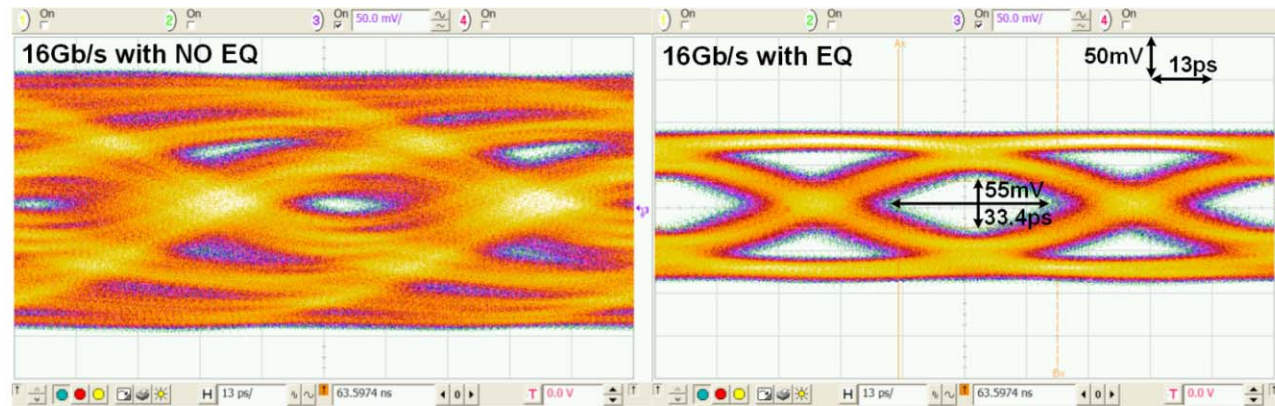 1 On 2 On 3 On 50.0 mV/ 4 On
16Gb/s with NO EQ
H 13 ps/ 63.5974 ns 0 T 0.0 V
1 On 2 On 3 On 50.0 mV/ 4 On
16Gb/s with EQ
50mV
13ps
55mV
33.4ps
H 13 ps/ 63.5974 ns 0 T 0.0 V